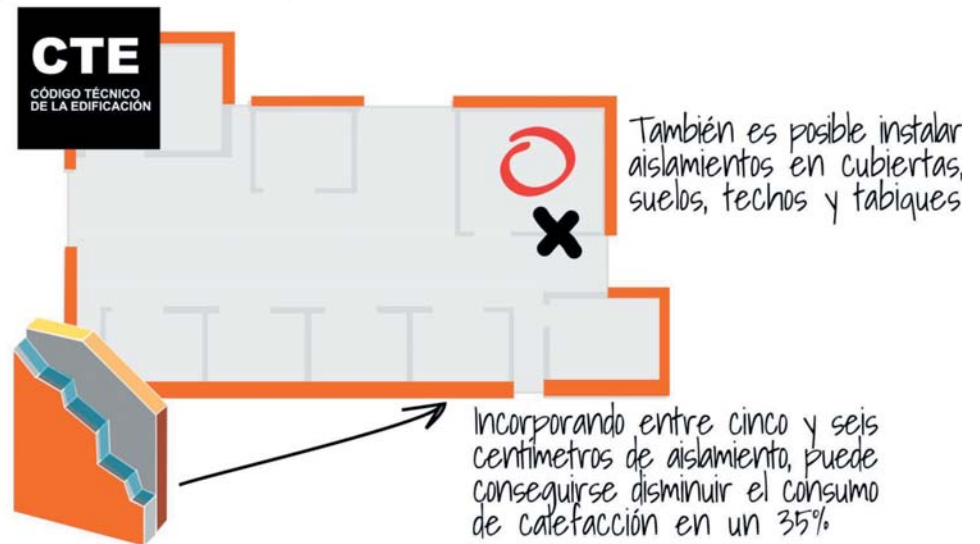 CTE
CÓDIGO TÉCNICO
DE LA EDIFICACIÓN
También es posible instalar
aislamientos en cubiertas,
suelos, techos y tabiques
Incorporando entre cinco y seis
centímetros de aislamiento, puede
conseguirse disminuir el consumo
de calefacción en un 35%